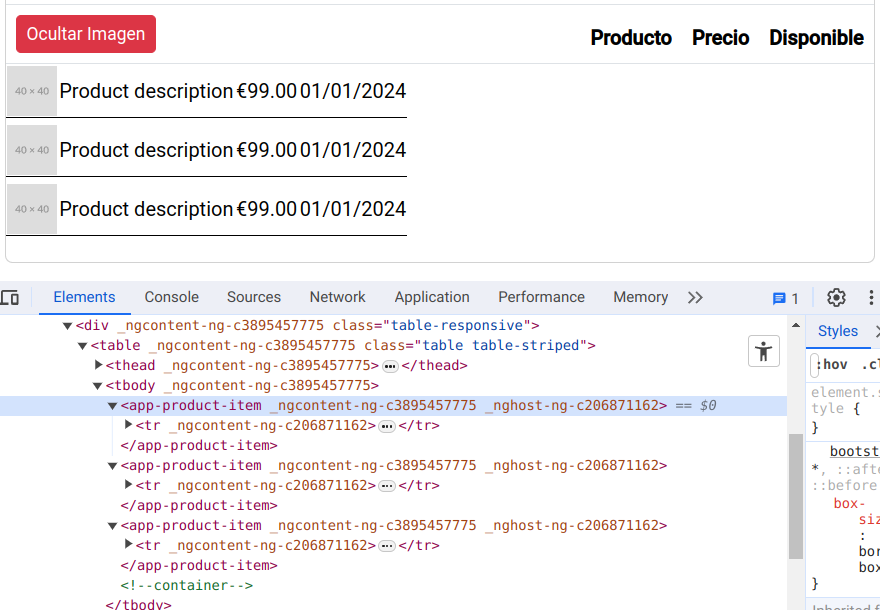 Ocultar Imagen Producto Precio Disponible
40 × 40 Product description €99.00 01/01/2024
40 × 40 Product description €99.00 01/01/2024
40 × 40 Product description €99.00 01/01/2024
Elements Console Sources Network Application Performance Memory 1
<div _ngcontent-ng-c3895457775 class="table-responsive">
<table _ngcontent-ng-c3895457775 class="table table-striped">
<thead _ngcontent-ng-c3895457775> … </thead>
<tbody _ngcontent-ng-c3895457775>
<app-product-item _ngcontent-ng-c3895457775 _nghost-ng-c206871162> == $0
<tr _ngcontent-ng-c206871162> … </tr>
</app-product-item>
<app-product-item _ngcontent-ng-c3895457775 _nghost-ng-c206871162>
<tr _ngcontent-ng-c206871162> … </tr>
</app-product-item>
<app-product-item _ngcontent-ng-c3895457775 _nghost-ng-c206871162>
<tr _ngcontent-ng-c206871162> … </tr>
</app-product-item>
<!--container-->
</tbody>
Styles
:hov .cl
element.s
tyle {
}
bootst
*, ::afte
::before
box-
siz
:
bor
box
}
Inherited f